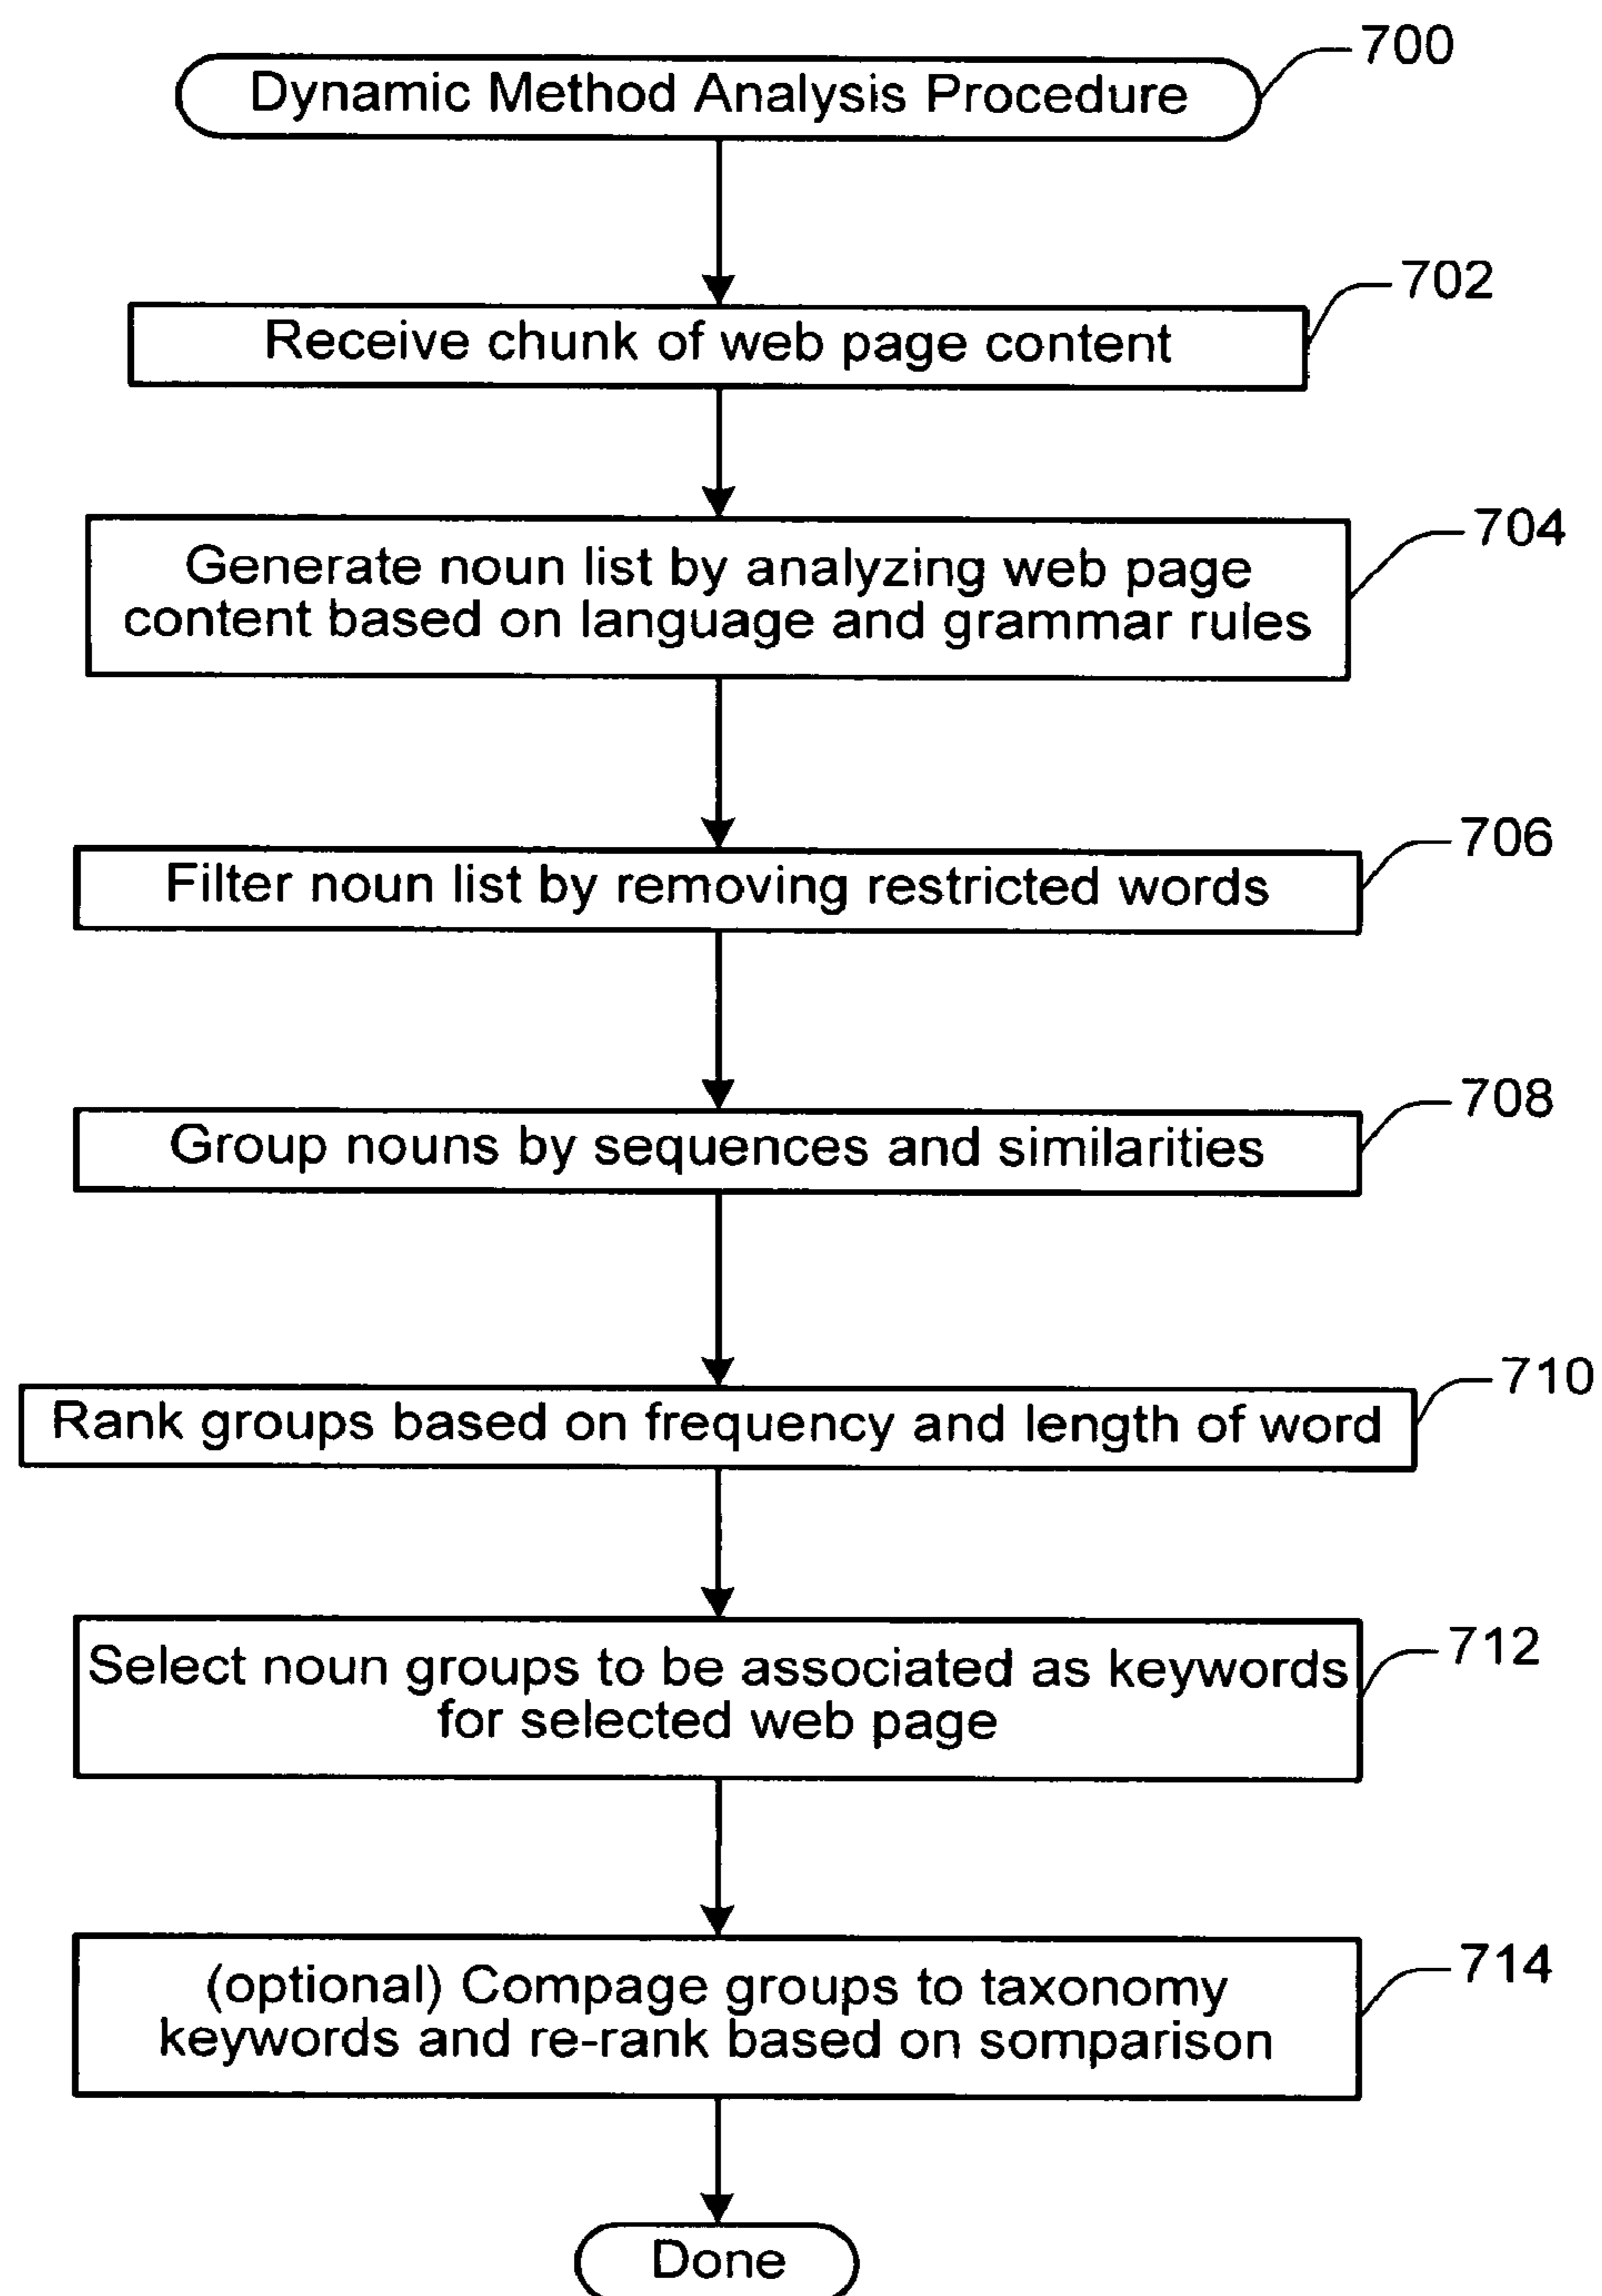 700
Dynamic Method Analysis Procedure
702
Receive chunk of web page content
704
Generate noun list by analyzing web page
content based on language and grammar rules
706
Filter noun list by removing restricted words
708
Group nouns by sequences and similarities
710
Rank groups based on frequency and length of word
712
Select noun groups to be associated as keywords
for selected web page
714
(optional) Compage groups to taxonomy
keywords and re-rank based on somparison
Done